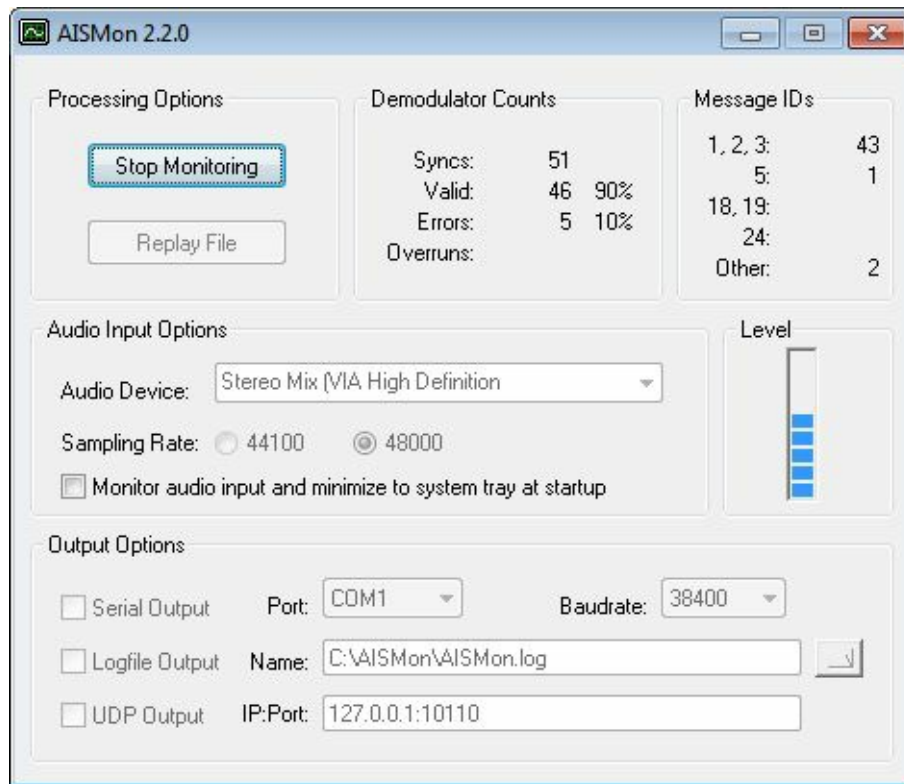 AISMon 2.2.0
Processing Options
Stop Monitoring
Replay File
Demodulator Counts
Syncs: 51
Valid: 46 90%
Errors: 5 10%
Overruns:
Message IDs
1, 2, 3: 43
5: 1
18, 19:
24:
Other: 2
Audio Input Options
Audio Device: Stereo Mix (VIA High Definition
Sampling Rate: 44100 48000
Monitor audio input and minimize to system tray at startup
Level
Output Options
Serial Output Port: COM1 Baudrate: 38400
Logfile Output Name: C:\AISMon\AISMon.log
UDP Output IP:Port: 127.0.0.1:10110